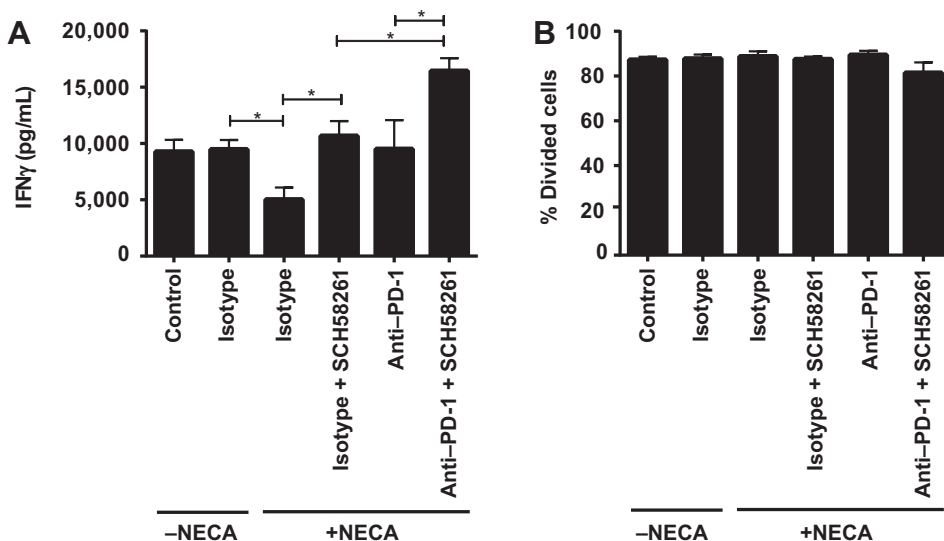 A
IFNγ (pg/mL)
20,000
15,000
10,000
5,000
0
*
*
*
*
Control
Isotype
Isotype
Isotype + SCH58261
Anti–PD-1
Anti–PD-1 + SCH58261
–NECA
+NECA
B
% Divided cells
100
80
60
40
20
0
Control
Isotype
Isotype
Isotype + SCH58261
Anti–PD-1
Anti–PD-1 + SCH58261
–NECA
+NECA